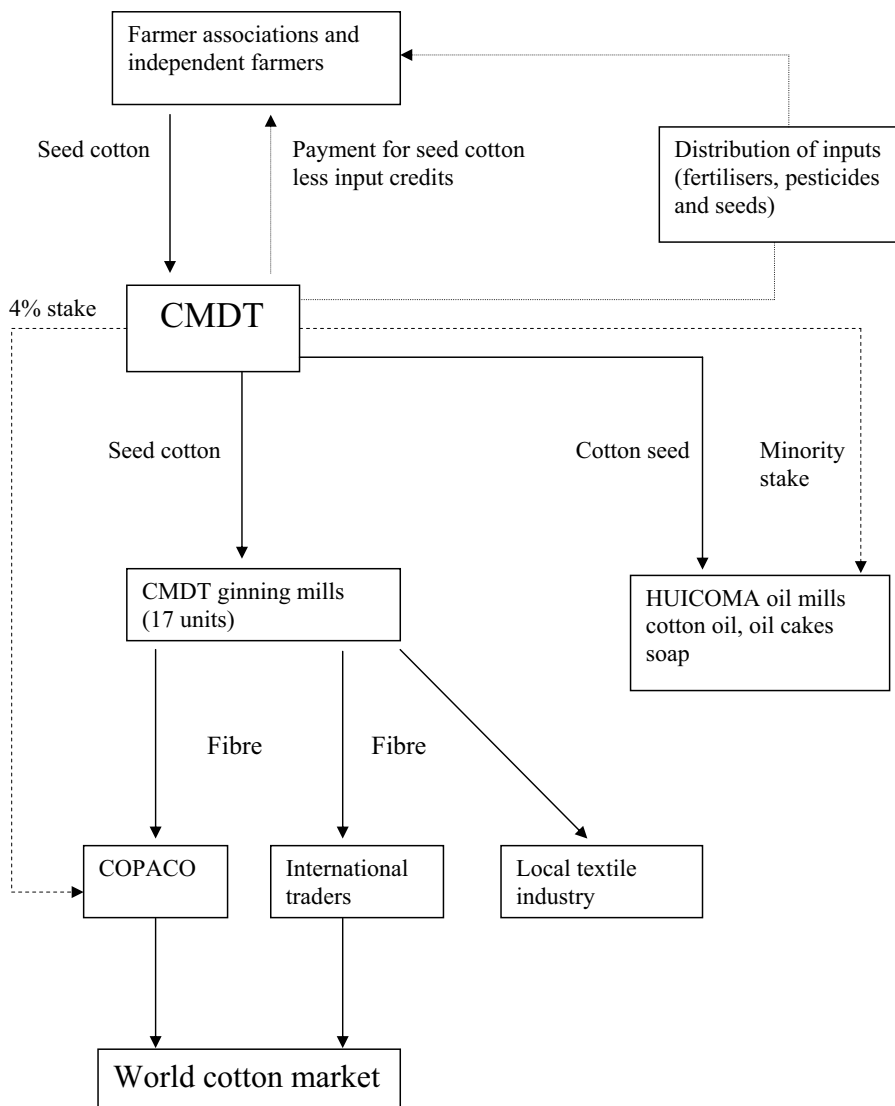 Farmer associations and
independent farmers
Seed cotton
Payment for seed cotton
less input credits
Distribution of inputs
(fertilisers, pesticides
and seeds)
4% stake
CMDT
Seed cotton
Cotton seed
Minority
stake
CMDT ginning mills
(17 units)
HUICOMA oil mills
cotton oil, oil cakes
soap
Fibre
Fibre
COPACO
International
traders
Local textile
industry
World cotton market